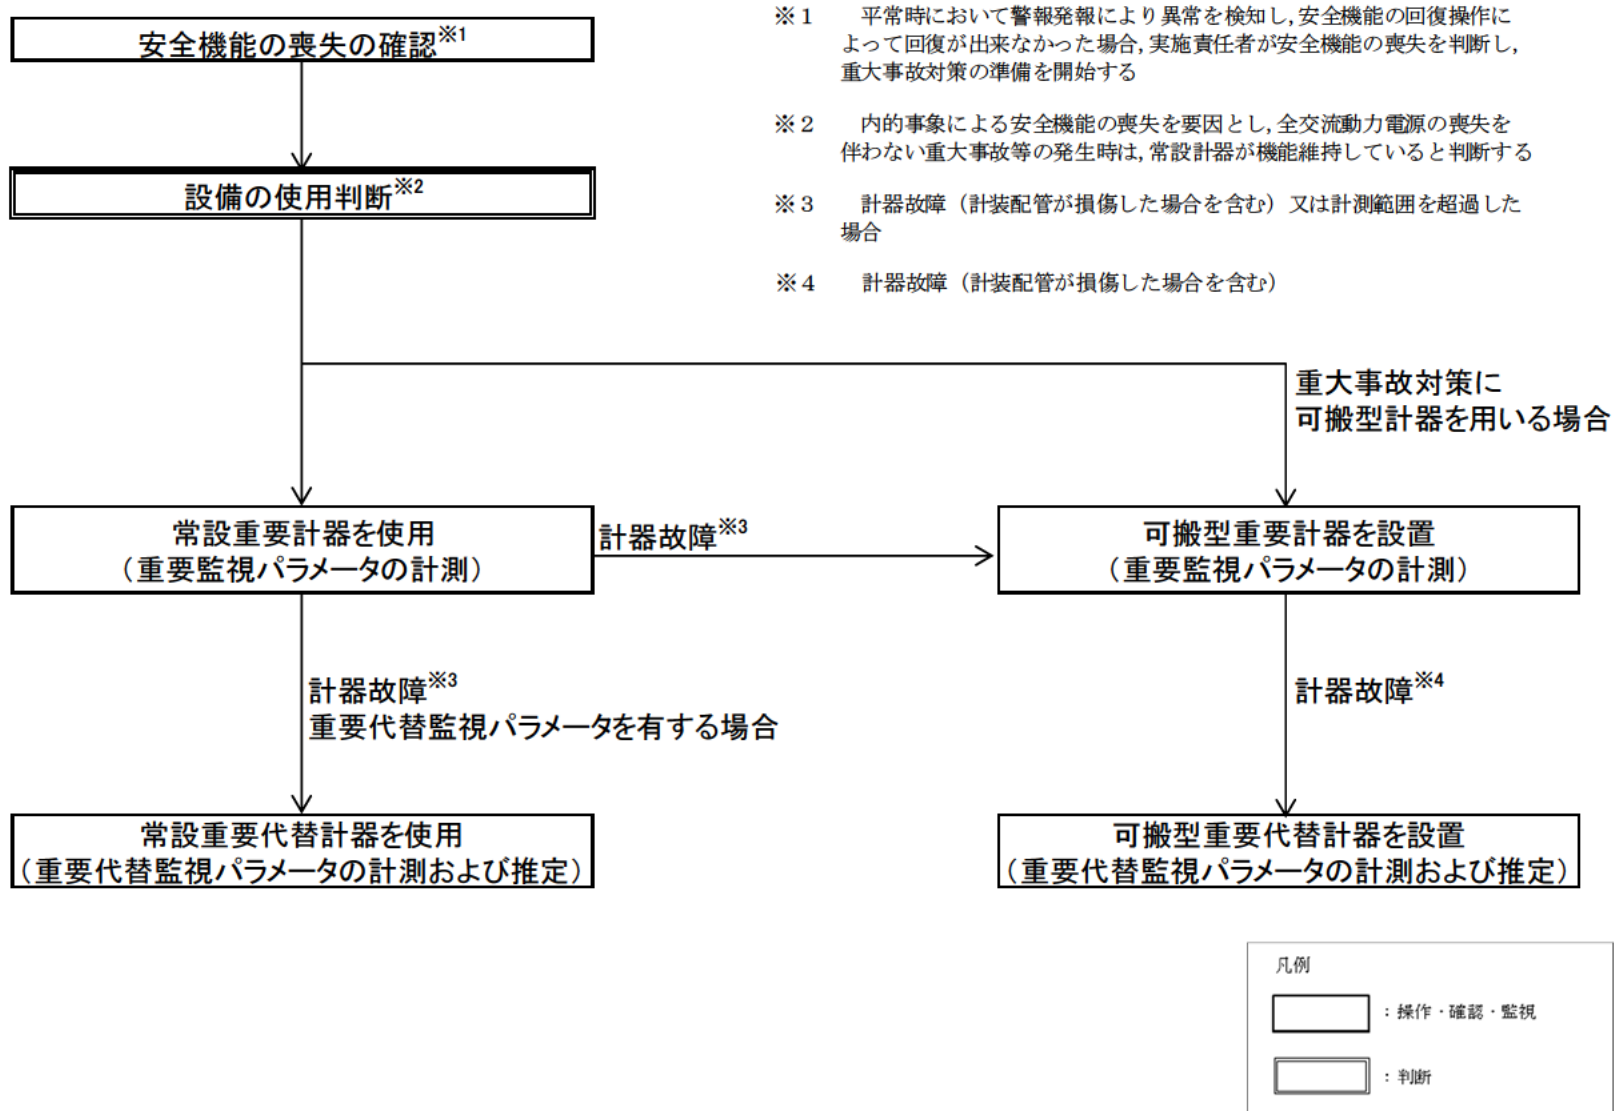 安全機能の喪失の確認※1
※1 平常時において警報発報により異常を検知し,安全機能の回復操作に
よって回復が出来なかった場合,実施責任者が安全機能の喪失を判断し,
重大事故対策の準備を開始する
※2 内的事象による安全機能の喪失を要因とし,全交流動力電源の喪失を
伴わない重大事故等の発生時は,常設計器が機能維持していると判断する
設備の使用判断※2
※3 計器故障（計装配管が損傷した場合を含む）又は計測範囲を超過した
場合
※4 計器故障（計装配管が損傷した場合を含む）
重大事故対策に
可搬型計器を用いる場合
常設重要計器を使用
（重要監視パラメータの計測）
計器故障※3
可搬型重要計器を設置
（重要監視パラメータの計測）
計器故障※3
重要代替監視パラメータを有する場合
計器故障※4
常設重要代替計器を使用
（重要代替監視パラメータの計測および推定）
可搬型重要代替計器を設置
（重要代替監視パラメータの計測および推定）
凡例
：操作・確認・監視
：判断